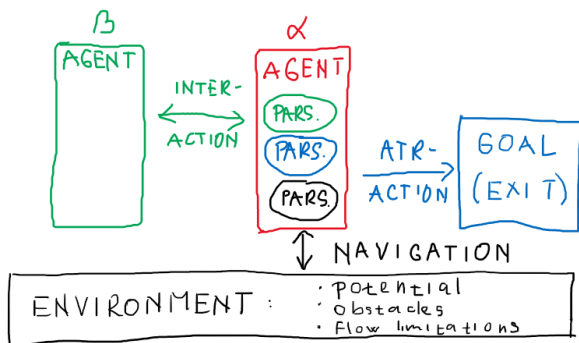 β
α
AGENT
AGENT
INTER-
ACTION
PARS.
PARS.
PARS.
ATR-
ACTION
GOAL
(EXIT)
NAVIGATION
ENVIRONMENT :
· potential
· obstacles
· flow limitations